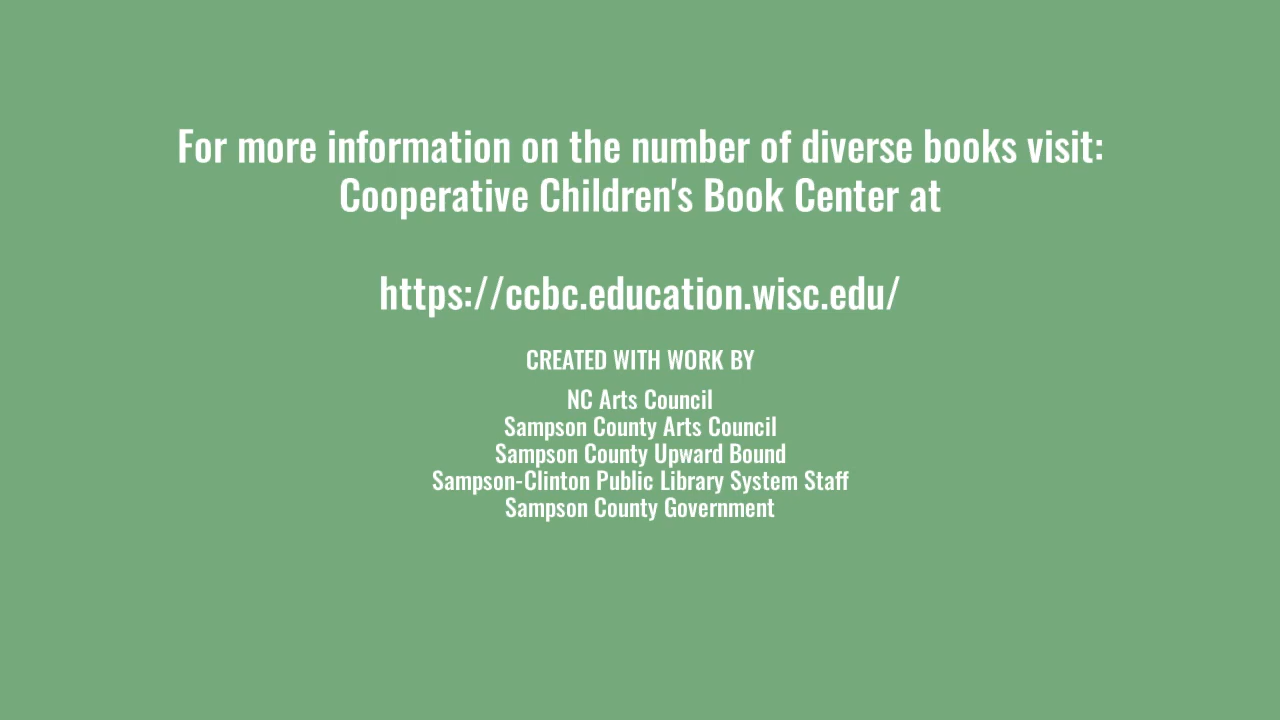 For more information on the number of diverse books visit:
Cooperative Children's Book Center at
https://ccbc.education.wisc.edu/
CREATED WITH WORK BY
NC Arts Council
Sampson County Arts Council
Sampson County Upward Bound
Sampson-Clinton Public Library System Staff
Sampson County Government